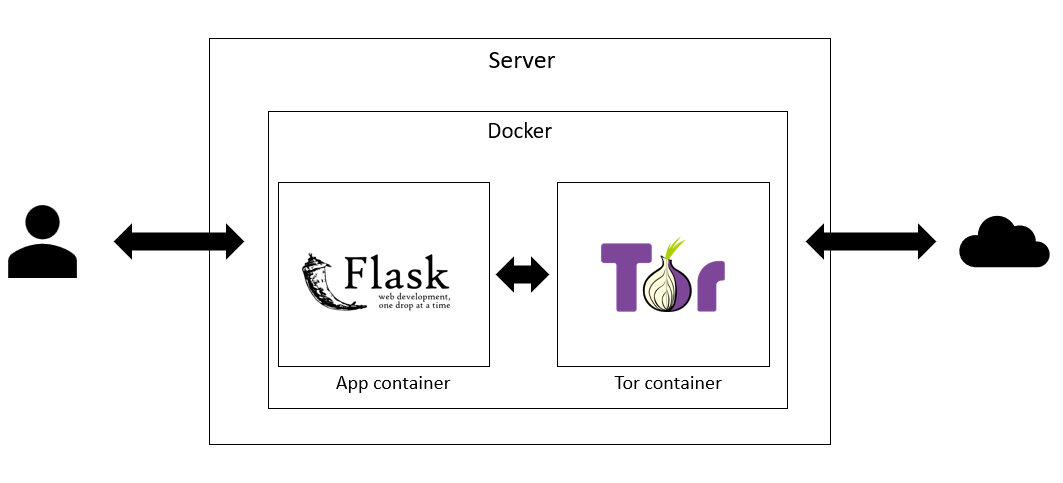 Server
Docker
Flask
web development,
one drop at a time
Tor
App container
Tor container